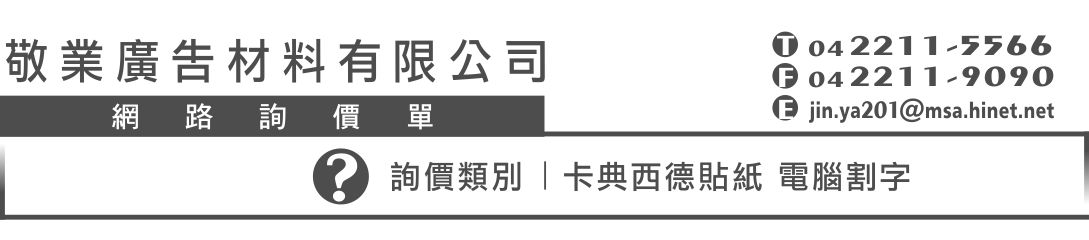 敬業廣告材料有限公司
網路詢價單
T 04 2211-5566
F 04 2211-9090
E jin.ya201@msa.hinet.net
? 詢價類別｜卡典西德貼紙 電腦割字